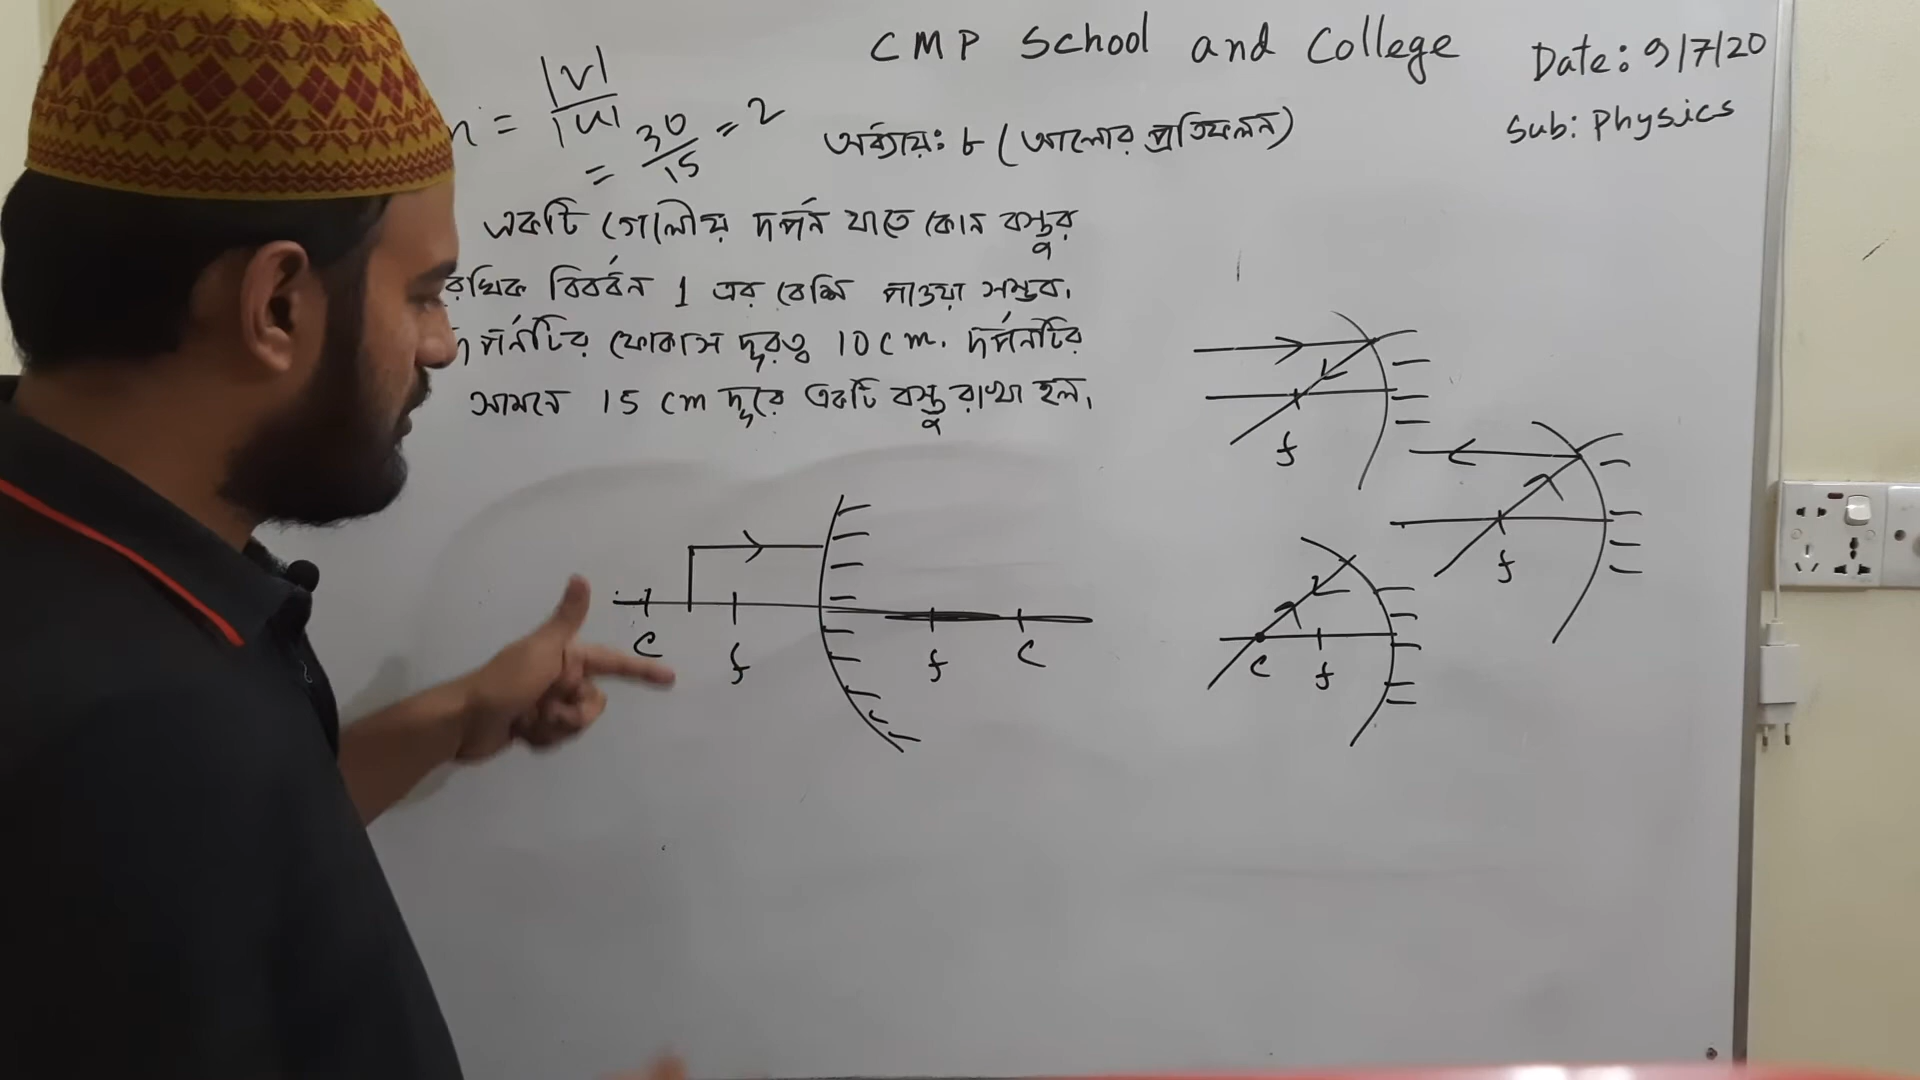 CMP School and College
Date: 9/7/20
Sub: Physics
অধ্যায়: ৮ (আলোর প্রতিফলন)
= |v|/|u|
= 30/15 = 2
একটি গোলীয় দর্পন যাতে কোন বস্তুর
রৈখিক বিবর্ধন 1 এর বেশি পাওয়া সম্ভব।
দর্পনটির ফোকাস দূরত্ব 10 cm. দর্পনটির
সামনে 15 cm দূরে একটি বস্তু রাখা হল।
f
f
c f
c f f c